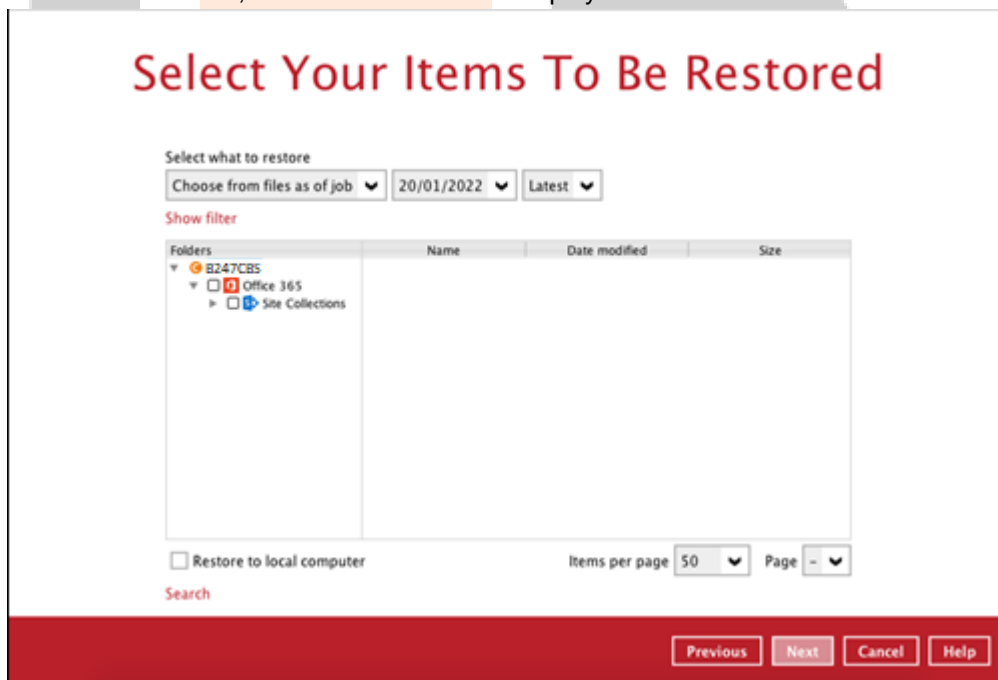 Select Your Items To Be Restored
Select what to restore
Choose from files as of job 20/01/2022 Latest
Show filter
Folders Name Date modified Size
B247CBS
Office 365
Site Collections
Restore to local computer Items per page 50 Page -
Search
Previous Next Cancel Help